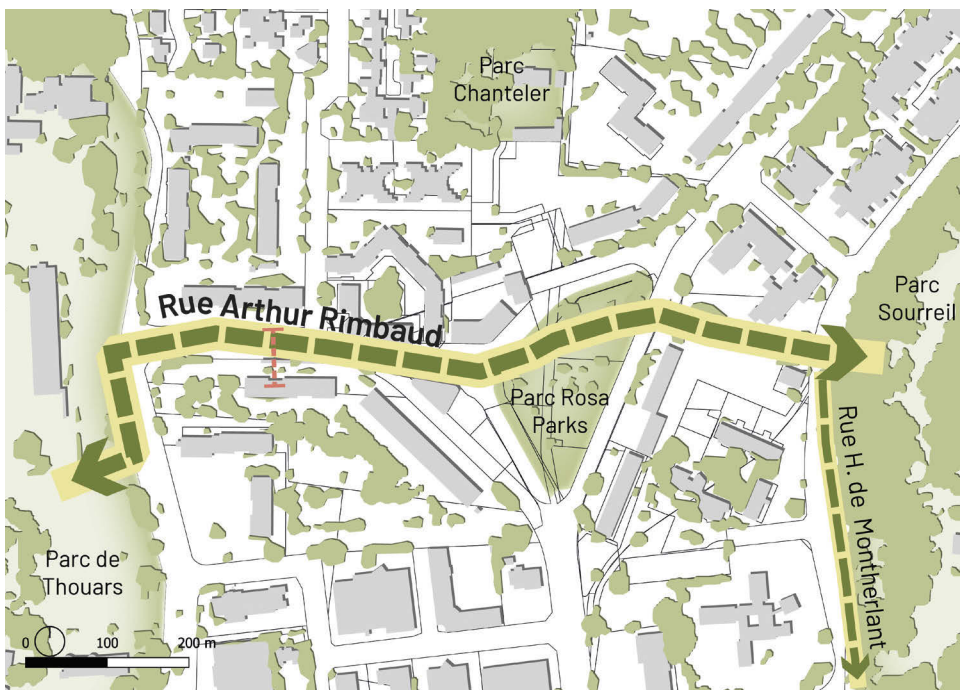 Parc
Chanteler
Parc
Sourreil
Rue Arthur Rimbaud
Parc Rosa
Parks
Rue H. de Montherlant
Parc de
Thouars
0 100 200 m